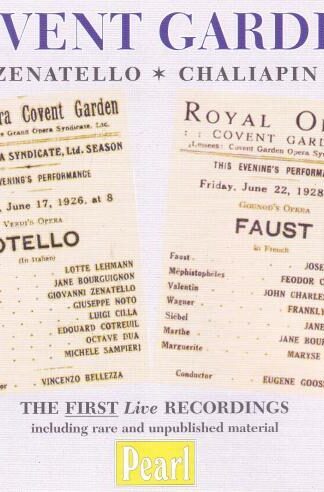 VENT GARDE
ZENATELLO ★ CHALIAPIN
ra Covent Garden
Grand Opera Syndicate, Ltd.
A SYNDICATE, Ltd. SEASON
EVENING'S PERFORMANCE
June 17, 1926, at 8
VERDI'S OPERA
OTELLO
(In Italian)
LOTTE LEHMANN
JANE BOURGUIGNON
GIOVANNI ZENATELLO
GIUSEPPE NOTO
LUIGI CILLA
EDOUARD COTREUIL
OCTAVE DUA
MICHELE SAMPIERI
VINCENZO BELLEZZA
ROYAL OP
: : COVENT GARD
(Lessees: Covent Garden Opera Syn
THIS EVENING'S PERFORMA
Friday, June 22, 1928
GOUNOD'S OPERA
FAUST
in French
Faust . JOSE
Méphistophélès FEODOR C
Valentin . JOHN CHARLE
Wagner . FRANKLY
Siébel JANE
Marthe JANE BOU
Marguerite . MARYSE
Conductor EUGENE GOOS
THE FIRST Live RECORDINGS
including rare and unpublished material
Pearl